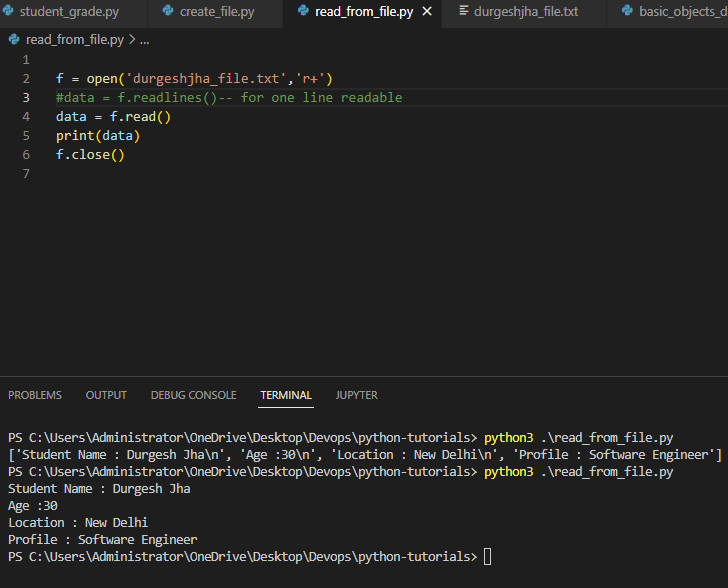 student_grade.py create_file.py read_from_file.py durgeshjha_file.txt basic_objects_d
read_from_file.py > ...
1
2 f = open('durgeshjha_file.txt','r+')
3 #data = f.readlines()-- for one line readable
4 data = f.read()
5 print(data)
6 f.close()
7
PROBLEMS OUTPUT DEBUG CONSOLE TERMINAL JUPYTER
PS C:\Users\Administrator\OneDrive\Desktop\Devops\python-tutorials> python3 .\read_from_file.py
['Student Name : Durgesh Jha\n', 'Age :30\n', 'Location : New Delhi\n', 'Profile : Software Engineer']
PS C:\Users\Administrator\OneDrive\Desktop\Devops\python-tutorials> python3 .\read_from_file.py
Student Name : Durgesh Jha
Age :30
Location : New Delhi
Profile : Software Engineer
PS C:\Users\Administrator\OneDrive\Desktop\Devops\python-tutorials>